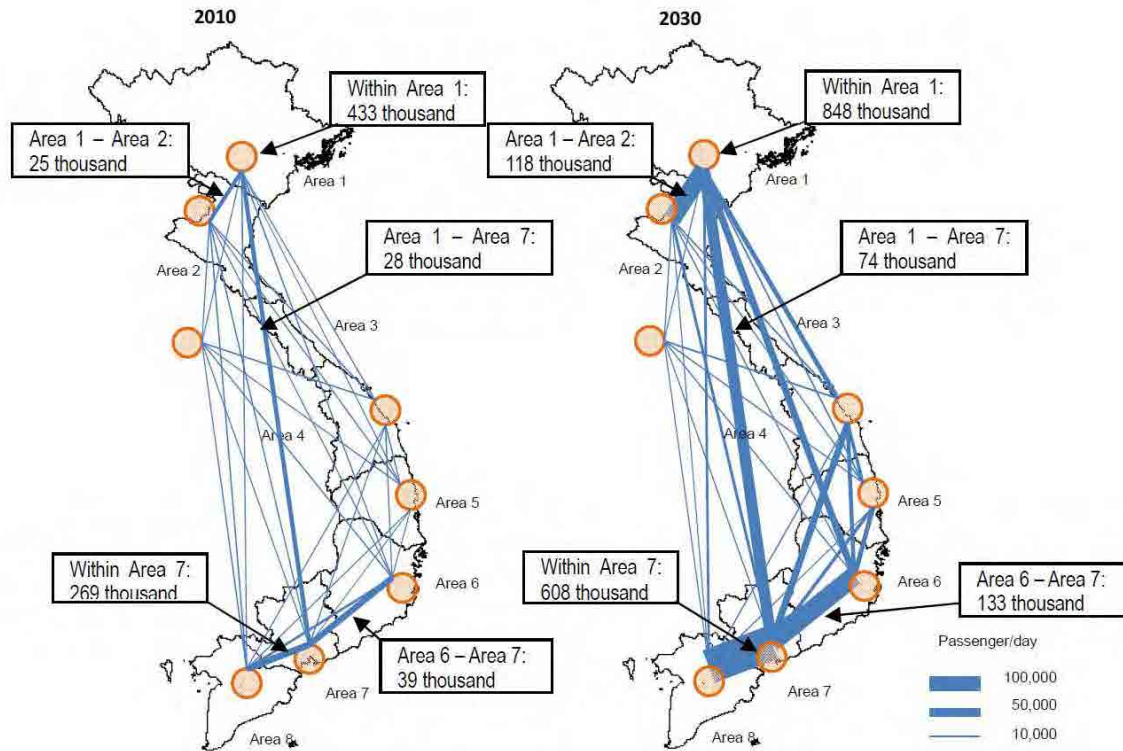 2010
Within Area 1:
433 thousand
Area 1 – Area 2:
25 thousand
Area 1
Area 1 – Area 7:
28 thousand
Area 2
Area 3
Area 4
Area 5
Within Area 7:
269 thousand
Area 6
Area 6 – Area 7:
39 thousand
Area 7
Area 8
2030
Within Area 1:
848 thousand
Area 1 – Area 2:
118 thousand
Area 1
Area 1 – Area 7:
74 thousand
Area 2
Area 3
Area 4
Area 5
Within Area 7:
608 thousand
Area 6
Area 6 – Area 7:
133 thousand
Area 7
Area 8
Passenger/day
100,000
50,000
10,000